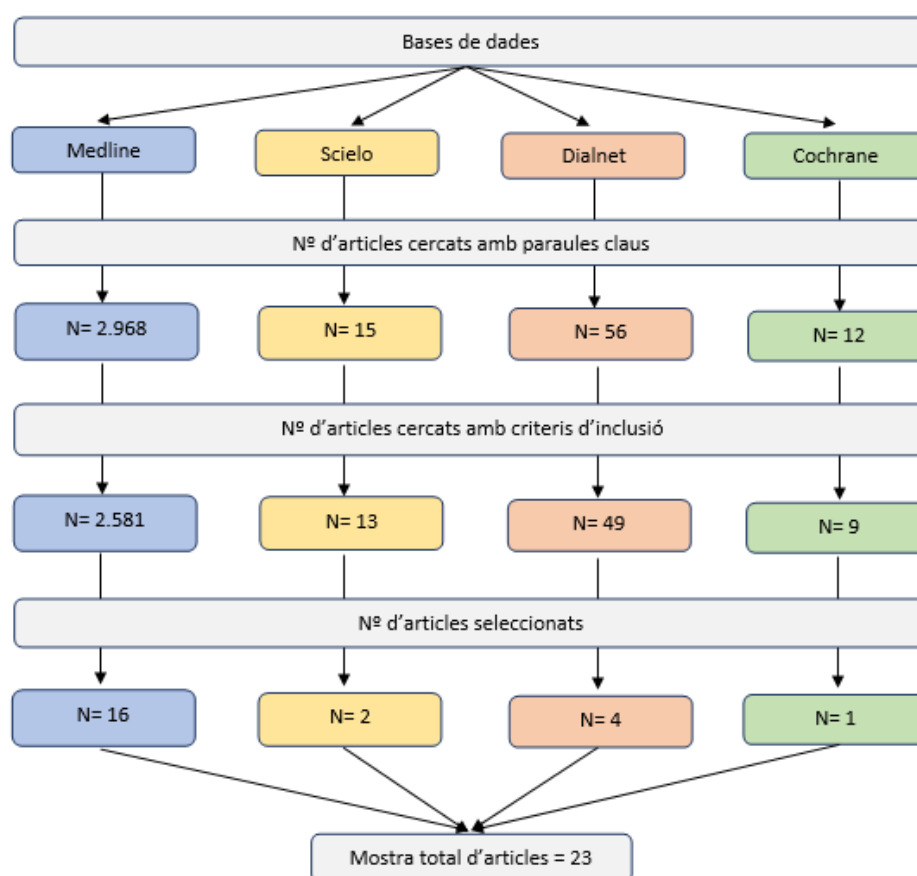 Bases de dades
Medline
Scielo
Dialnet
Cochrane
Nº d’articles cercats amb paraules claus
N= 2.968
N= 15
N= 56
N= 12
Nº d’articles cercats amb criteris d’inclusió
N= 2.581
N= 13
N= 49
N= 9
Nº d’articles seleccionats
N= 16
N= 2
N= 4
N= 1
Mostra total d’articles = 23